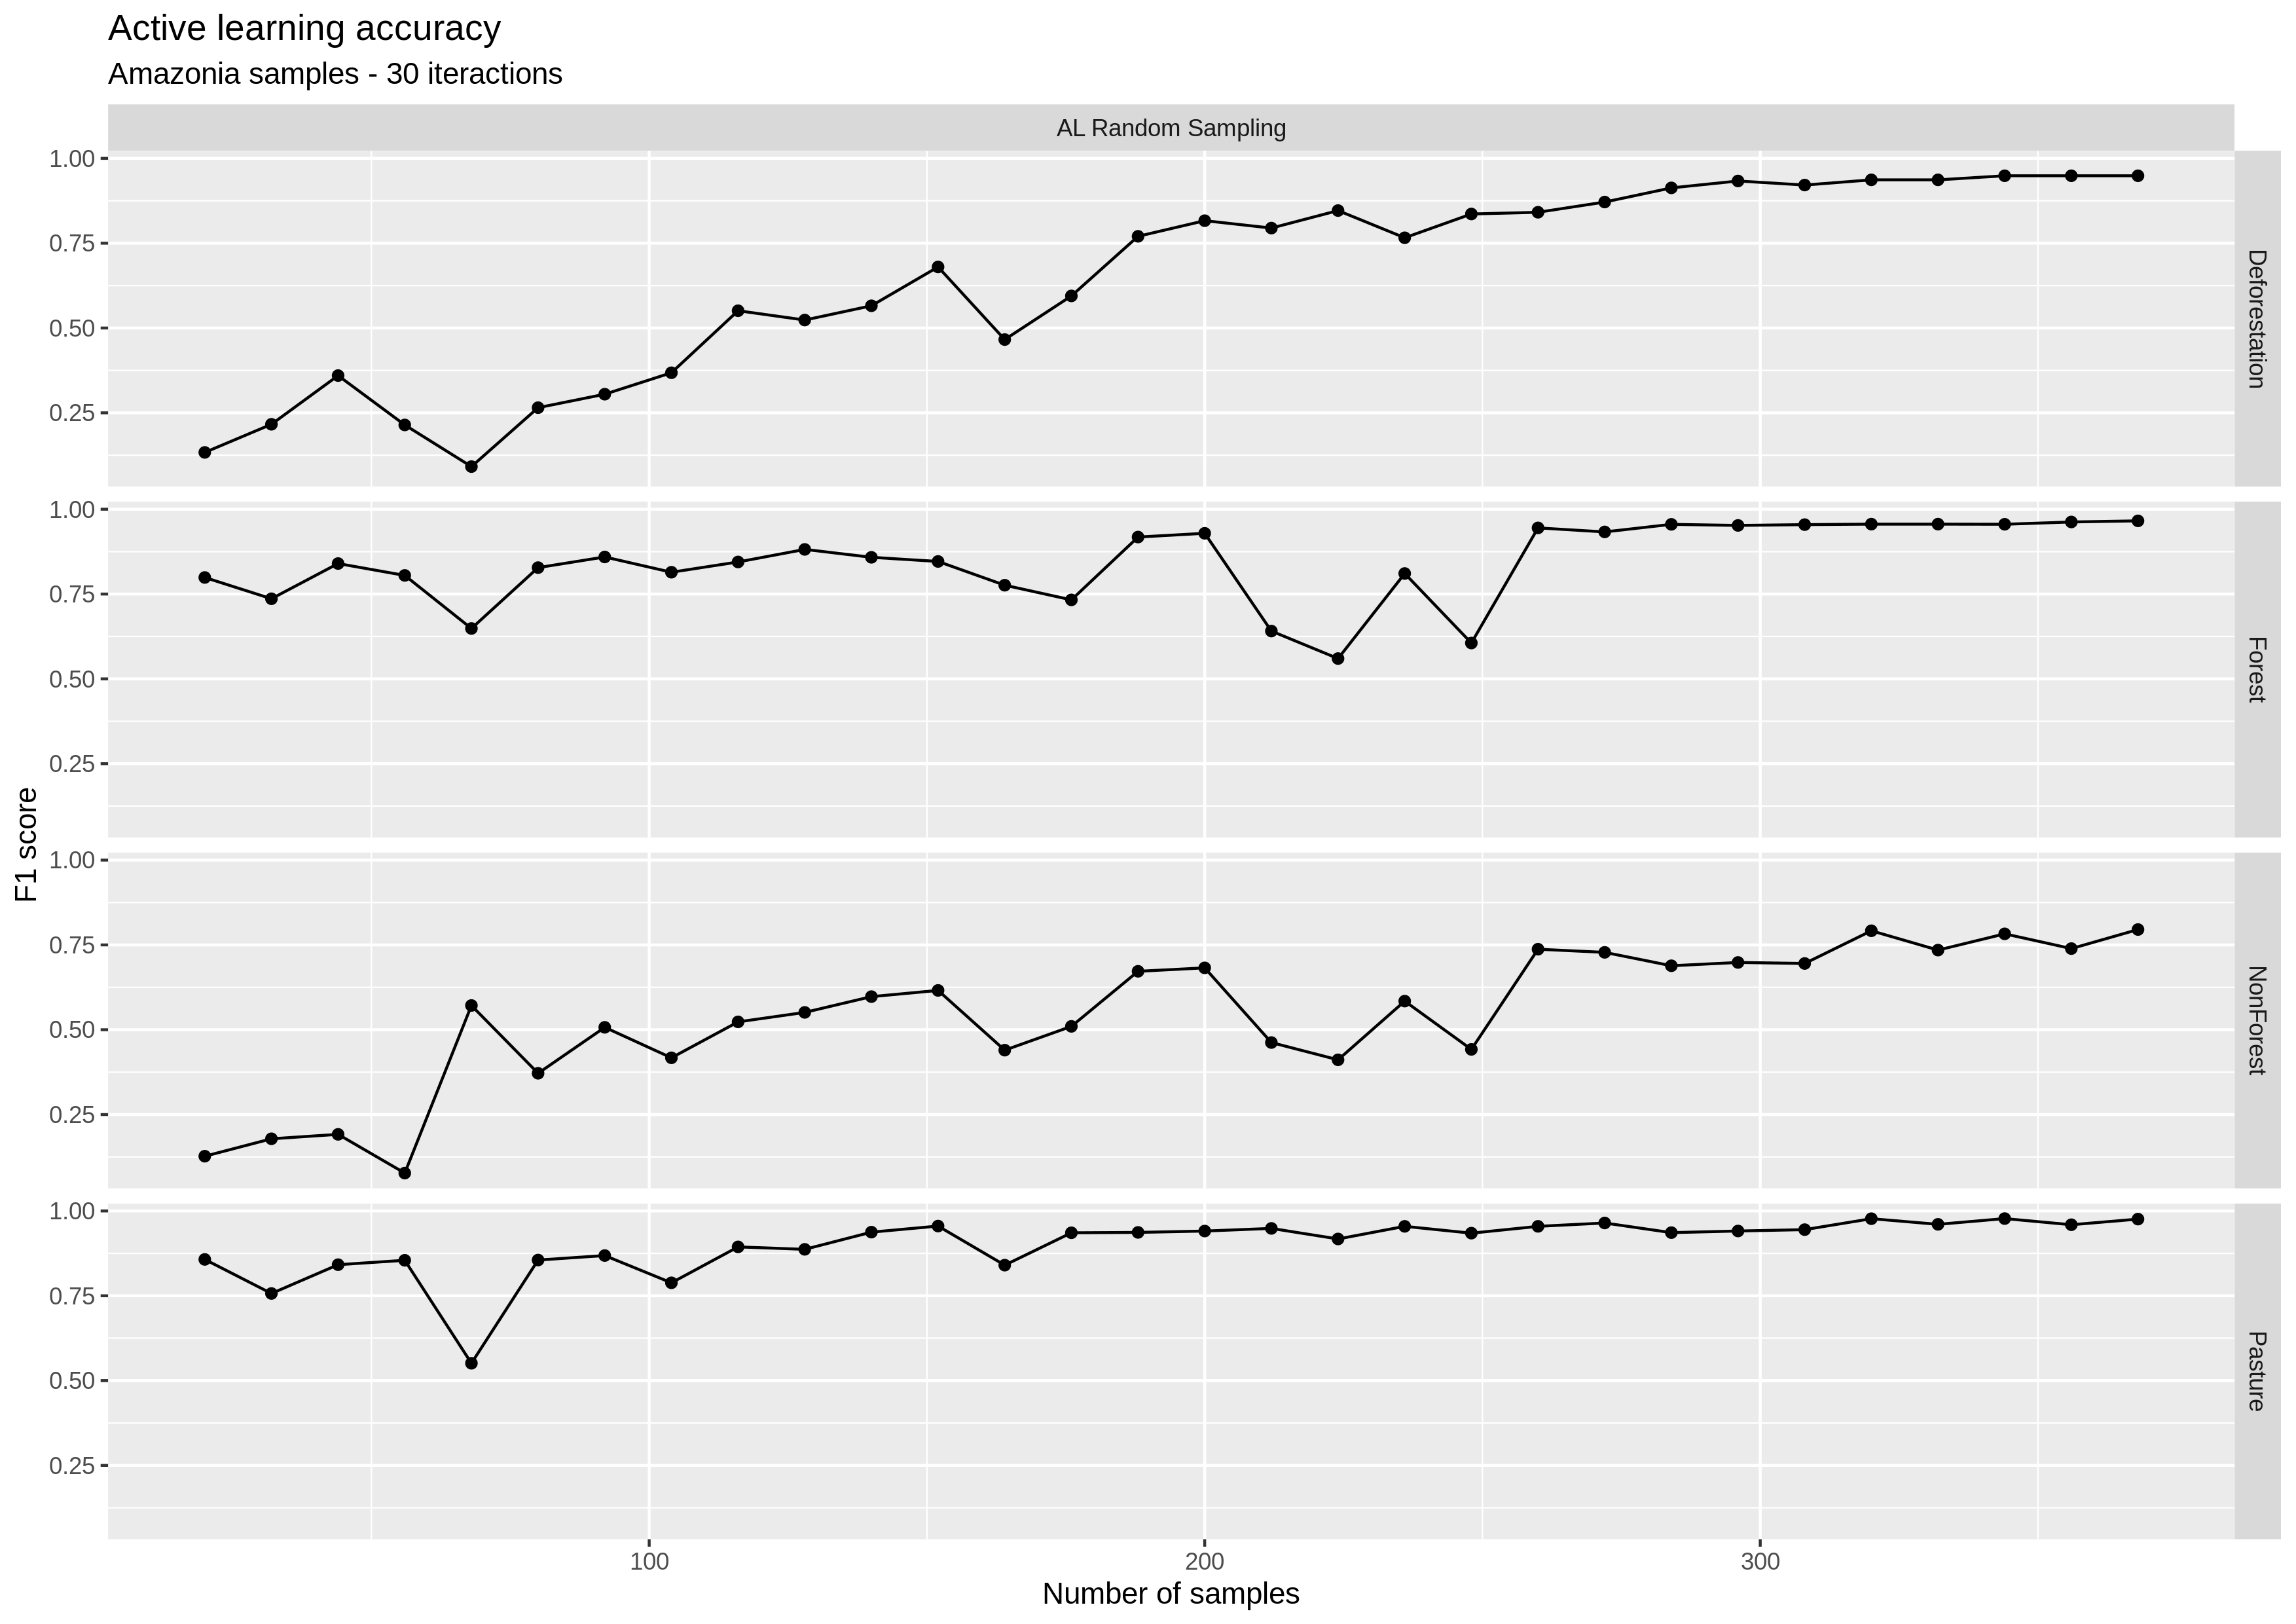 Active learning accuracy
Amazonia samples - 30 iteractions
AL Random Sampling
1.00
0.75
0.50
0.25
Deforestation
1.00
0.75
0.50
0.25
Forest
1.00
0.75
0.50
0.25
NonForest
1.00
0.75
0.50
0.25
Pasture
F1 score
100 200 300
Number of samples